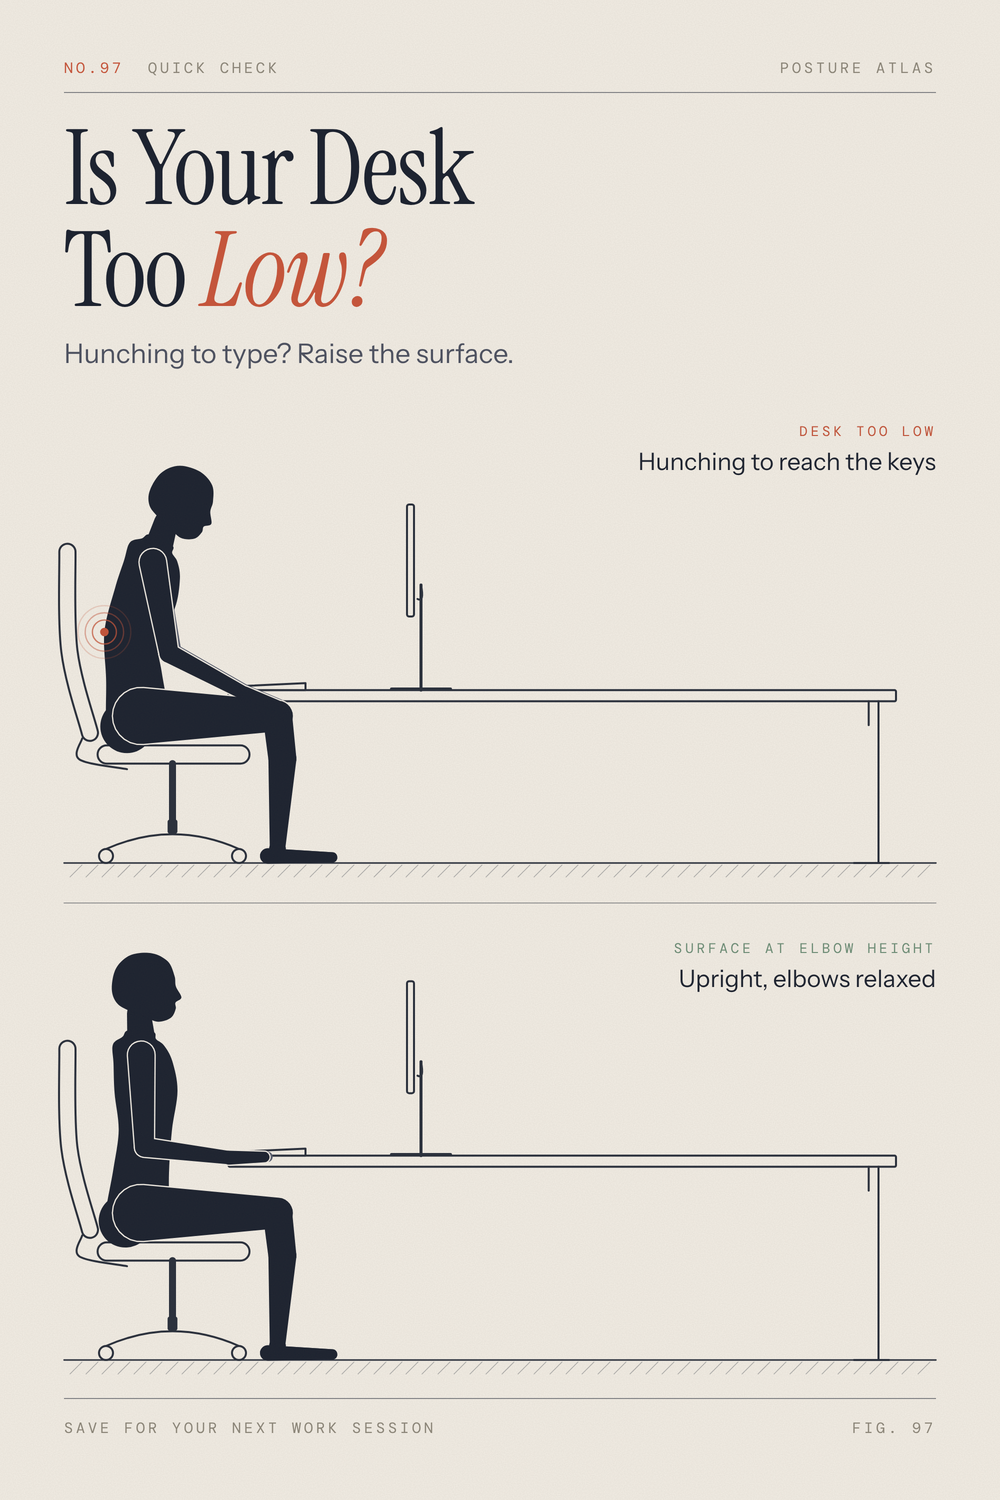 NO.97 QUICK CHECK
POSTURE ATLAS
Is Your Desk
Too Low?
Hunching to type? Raise the surface.
DESK TOO LOW
Hunching to reach the keys
SURFACE AT ELBOW HEIGHT
Upright, elbows relaxed
SAVE FOR YOUR NEXT WORK SESSION
FIG. 97